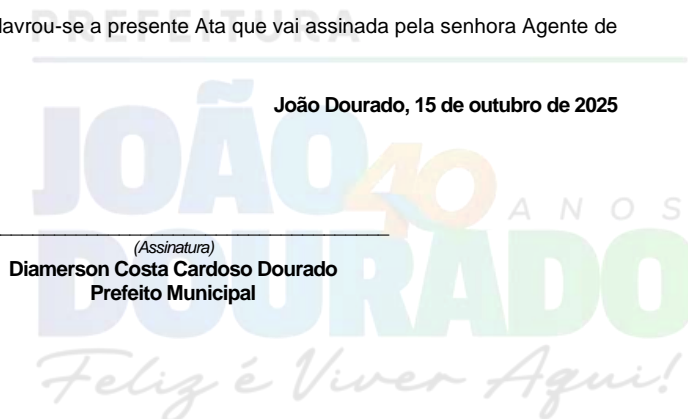 PREFEITURA
lavrou-se a presente Ata que vai assinada pela senhora Agente de
João Dourado, 15 de outubro de 2025
JOÃO 40 ANOS
(Assinatura)
Diamerson Costa Cardoso Dourado
Prefeito Municipal
DOURADO
Feliz é Viver Aqui!